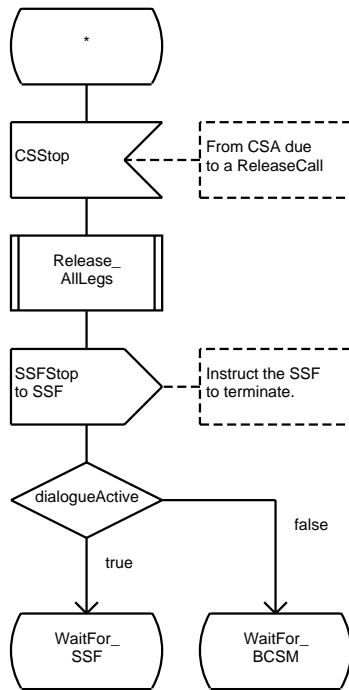 *
CSStop
From CSA due
to a ReleaseCall
Release_
AllLegs
SSFStop
to SSF
Instruct the SSF
to terminate.
dialogueActive
false
true
WaitFor_
SSF
WaitFor_
BCSM